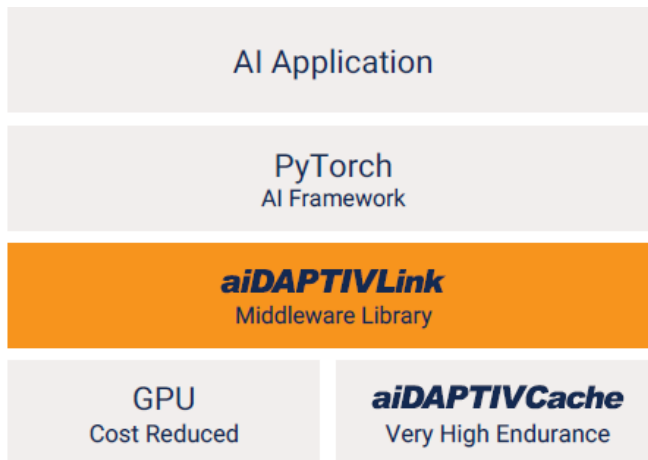 AI Application
PyTorch
AI Framework
aiDAPTIVLink
Middleware Library
GPU
Cost Reduced
aiDAPTIVCache
Very High Endurance